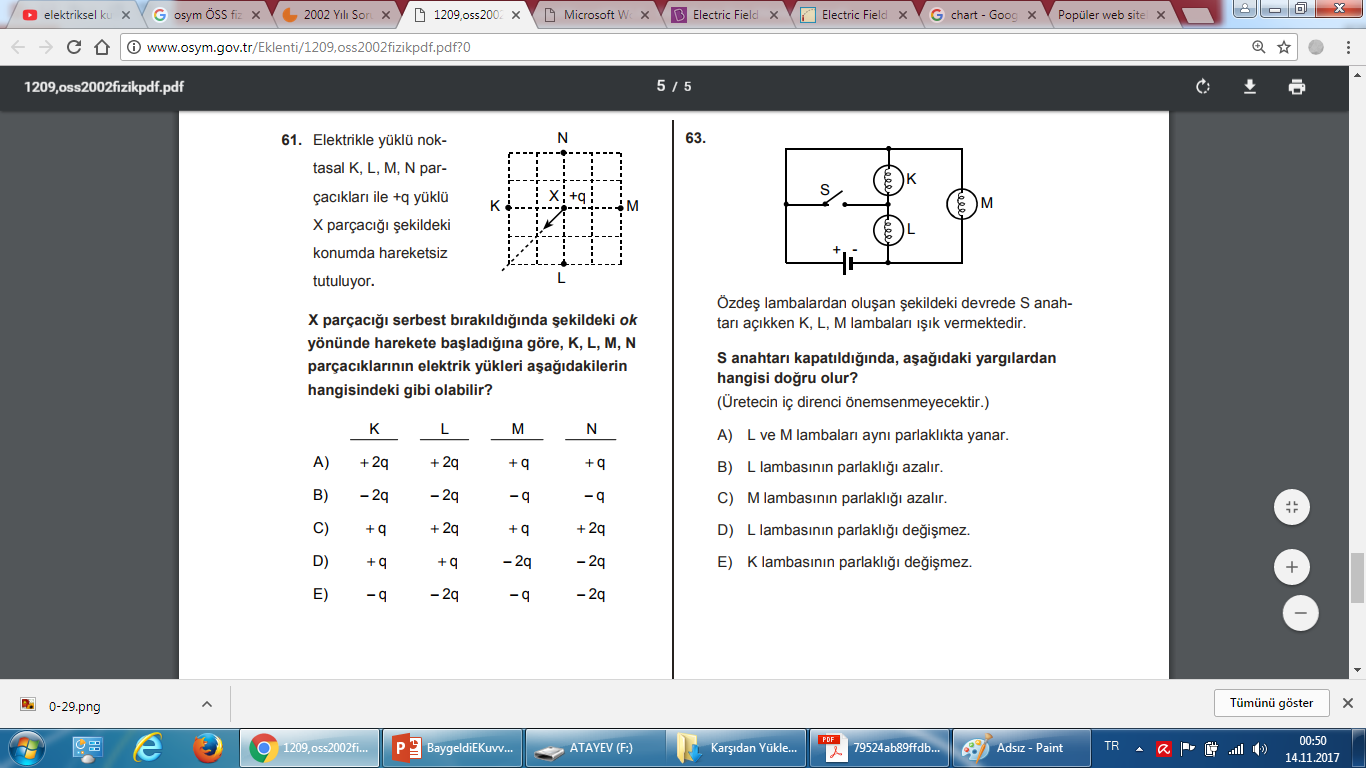 elektriksel ku
osym ÖSS fiz
2002 Yılı Soru
1209,oss2002
Microsoft W
Electric Field
Electric Field
chart - Goog
Popüler web site
www.osym.gov.tr/Eklenti/1209,oss2002fizikpdf.pdf?0
1209,oss2002fizikpdf.pdf
5 / 5
61. Elektrikle yüklü nok-
tasal K, L, M, N par-
çacıkları ile +q yüklü
X parçacığı şekildeki
konumda hareketsiz
tutuluyor.
N
X +q
K
M
L
X parçacığı serbest bırakıldığında şekildeki ok
yönünde harekete başladığına göre, K, L, M, N
parçacıklarının elektrik yükleri aşağıdakilerin
hangisindeki gibi olabilir?
K L M N
A) + 2q + 2q + q + q
B) – 2q – 2q – q – q
C) + q + 2q + q + 2q
D) + q + q – 2q – 2q
E) – q – 2q – q – 2q
63.
K
S
M
L
+ -
Özdeş lambalardan oluşan şekildeki devrede S anah-
tarı açıkken K, L, M lambaları ışık vermektedir.
S anahtarı kapatıldığında, aşağıdaki yargılardan
hangisi doğru olur?
(Üretecin iç direnci önemsenmeyecektir.)
A) L ve M lambaları aynı parlaklıkta yanar.
B) L lambasının parlaklığı azalır.
C) M lambasının parlaklığı azalır.
D) L lambasının parlaklığı değişmez.
E) K lambasının parlaklığı değişmez.
0-29.png
Tümünü göster
1209,oss2002fi...
BaygeldiEKuvv...
ATAYEV (F:)
Karşıdan Yükle...
79524ab89ffdb...
Adsız - Paint
TR
00:50
14.11.2017